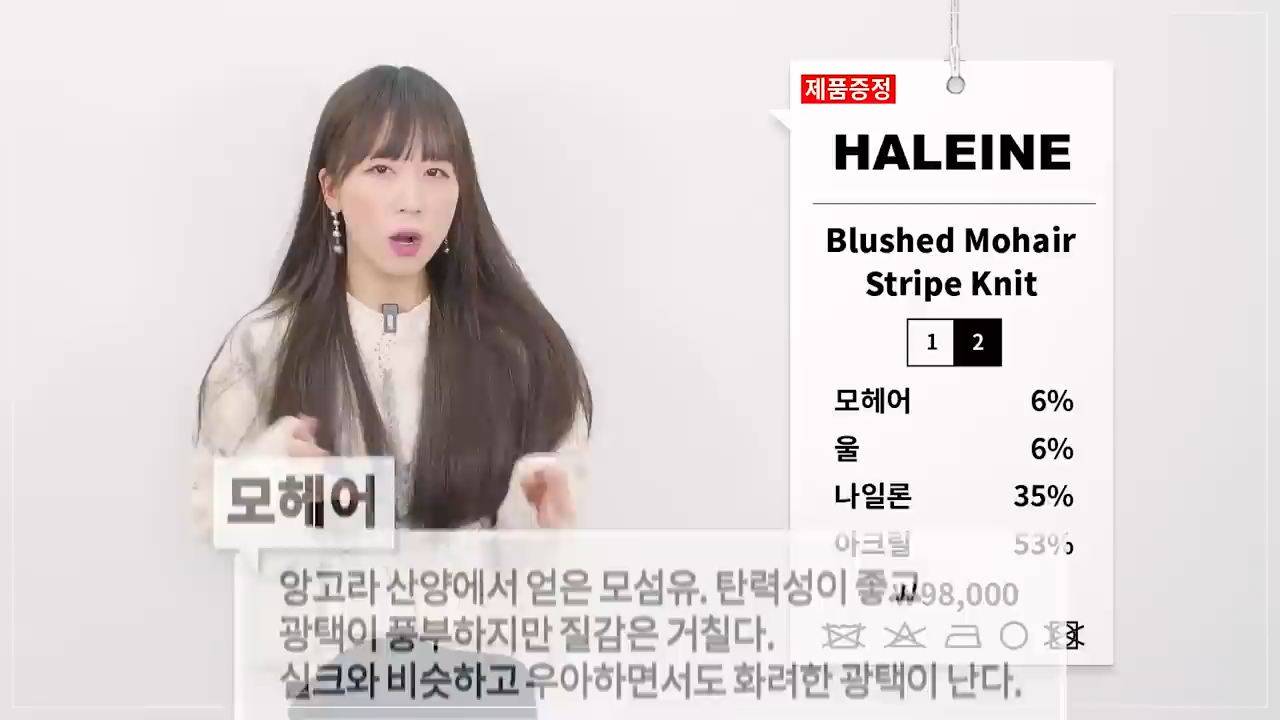 제품증정
HALEINE
Blushed Mohair
Stripe Knit
1 2
모헤어 6%
울 6%
나일론 35%
아크릴 53%
₩98,000
모헤어
앙고라 산양에서 얻은 모섬유. 탄력성이 좋고
광택이 풍부하지만 질감은 거칠다.
실크와 비슷하고 우아하면서도 화려한 광택이 난다.